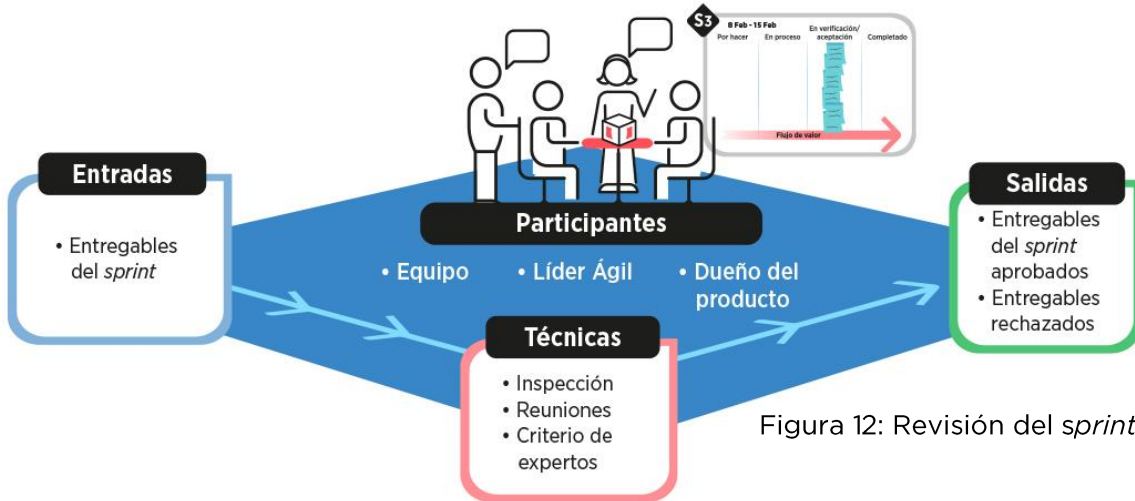 S3
8 Feb - 15 Feb
Por hacer
En proceso
En verificación/
aceptación
Completado
Flujo de valor
Entradas
• Entregables
del sprint
Participantes
• Equipo
• Líder Ágil
• Dueño del
producto
Técnicas
• Inspección
• Reuniones
• Criterio de
expertos
Salidas
• Entregables
del sprint
aprobados
• Entregables
rechazados
Figura 12: Revisión del sprint